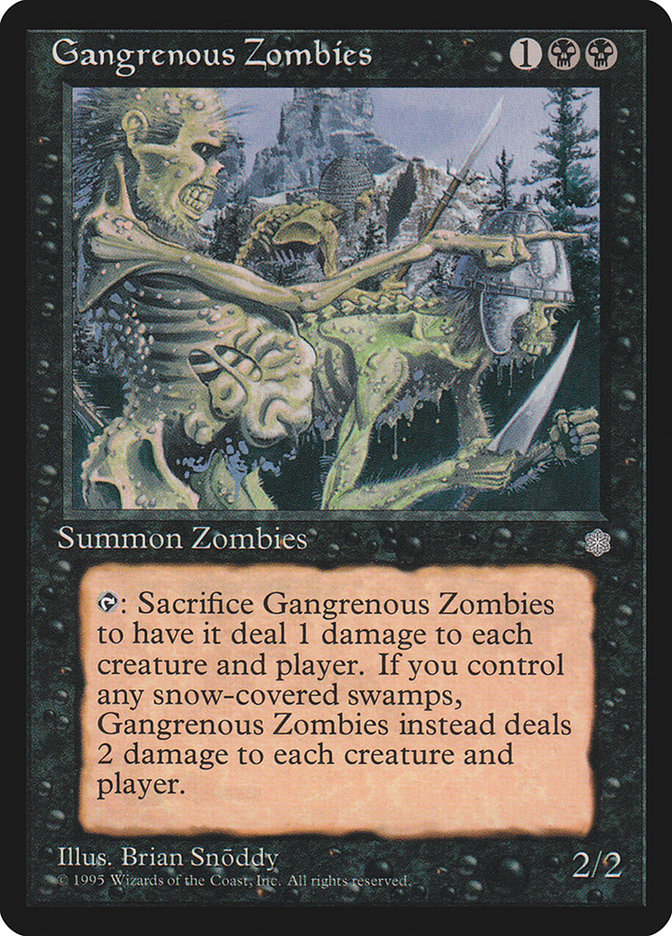 Gangrenous Zombies 1
Summon Zombies
: Sacrifice Gangrenous Zombies
to have it deal 1 damage to each
creature and player. If you control
any snow-covered swamps,
Gangrenous Zombies instead deals
2 damage to each creature and
player.
Illus. Brian Snōddy
2/2
© 1995 Wizards of the Coast, Inc. All rights reserved.